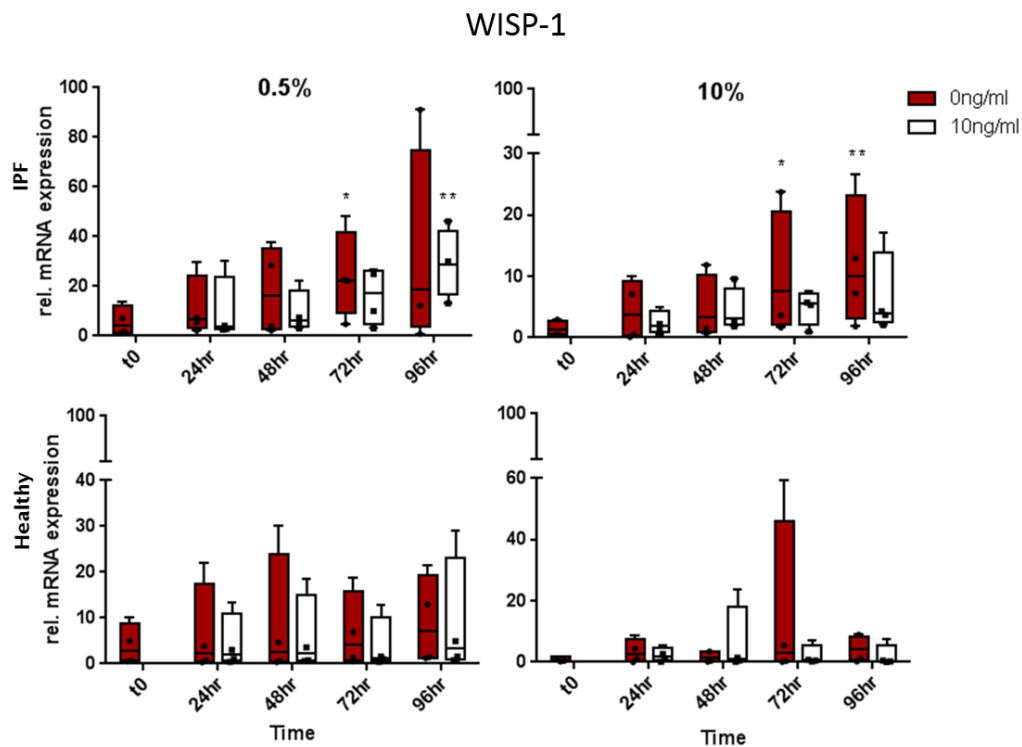 WISP-1
0.5%
10%
0ng/ml
10ng/ml
IPF
rel. mRNA expression
100
80
60
40
20
0
*
**
t0
24hr
48hr
72hr
96hr
100
30
20
10
0
*
**
t0
24hr
48hr
72hr
96hr
Healthy
rel. mRNA expression
100
40
30
20
10
0
t0
24hr
48hr
72hr
96hr
Time
100
60
40
20
0
t0
24hr
48hr
72hr
96hr
Time